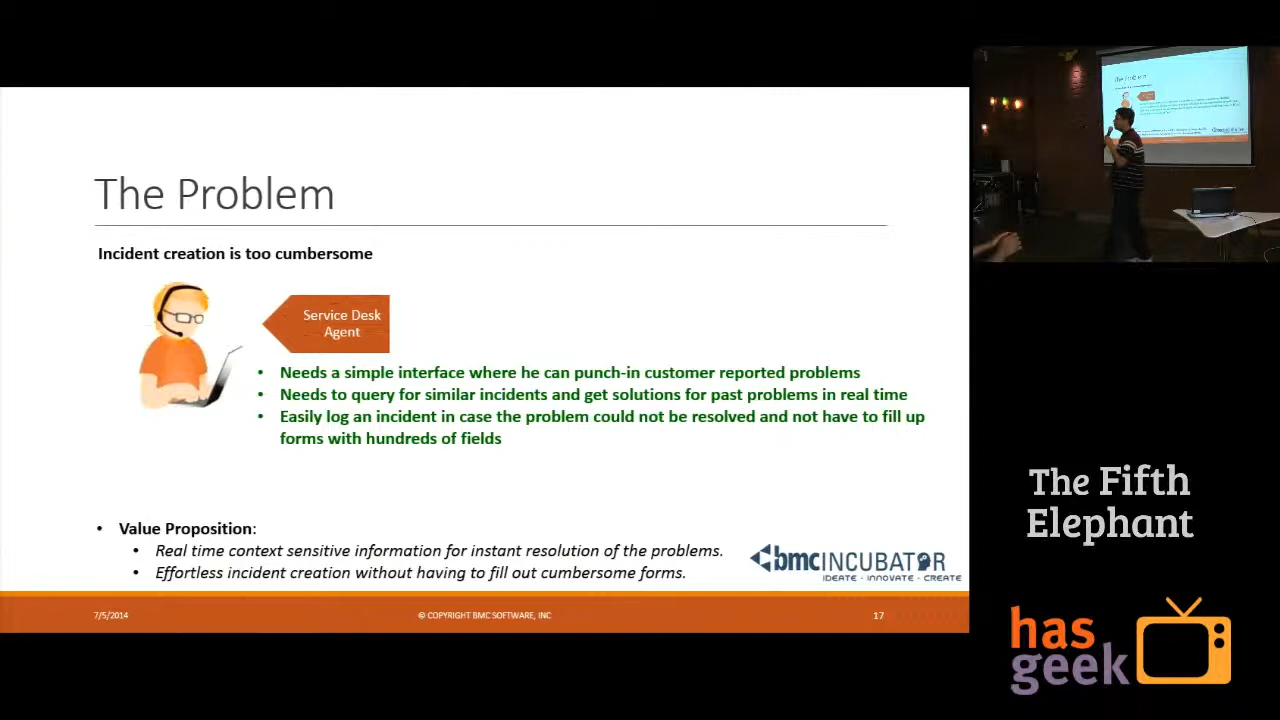 The Problem
Incident creation is too cumbersome
Service Desk
Agent
• Needs a simple interface where he can punch-in customer reported problems
• Needs to query for similar incidents and get solutions for past problems in real time
• Easily log an incident in case the problem could not be resolved and not have to fill up
forms with hundreds of fields
• Value Proposition:
• Real time context sensitive information for instant resolution of the problems.
• Effortless incident creation without having to fill out cumbersome forms.
bmcINCUBATOR
IDEATE - INNOVATE - CREATE
7/5/2014
© COPYRIGHT BMC SOFTWARE, INC
17
The Problem
The Fifth
Elephant
has
geek